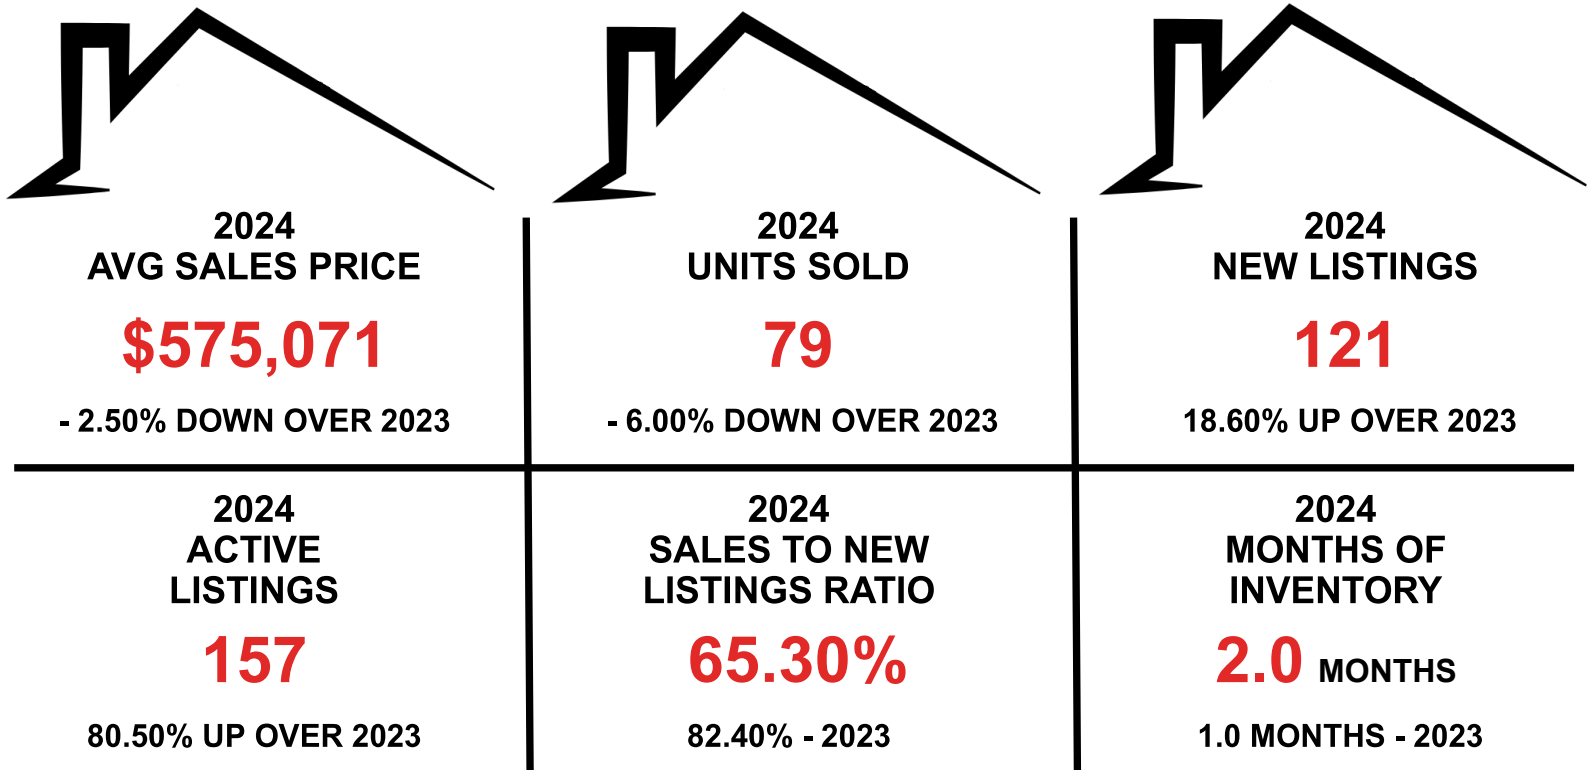 2024
AVG SALES PRICE
$575,071
- 2.50% DOWN OVER 2023
2024
UNITS SOLD
79
- 6.00% DOWN OVER 2023
2024
NEW LISTINGS
121
18.60% UP OVER 2023
2024
ACTIVE
LISTINGS
157
80.50% UP OVER 2023
2024
SALES TO NEW
LISTINGS RATIO
65.30%
82.40% - 2023
2024
MONTHS OF
INVENTORY
2.0 MONTHS
1.0 MONTHS - 2023